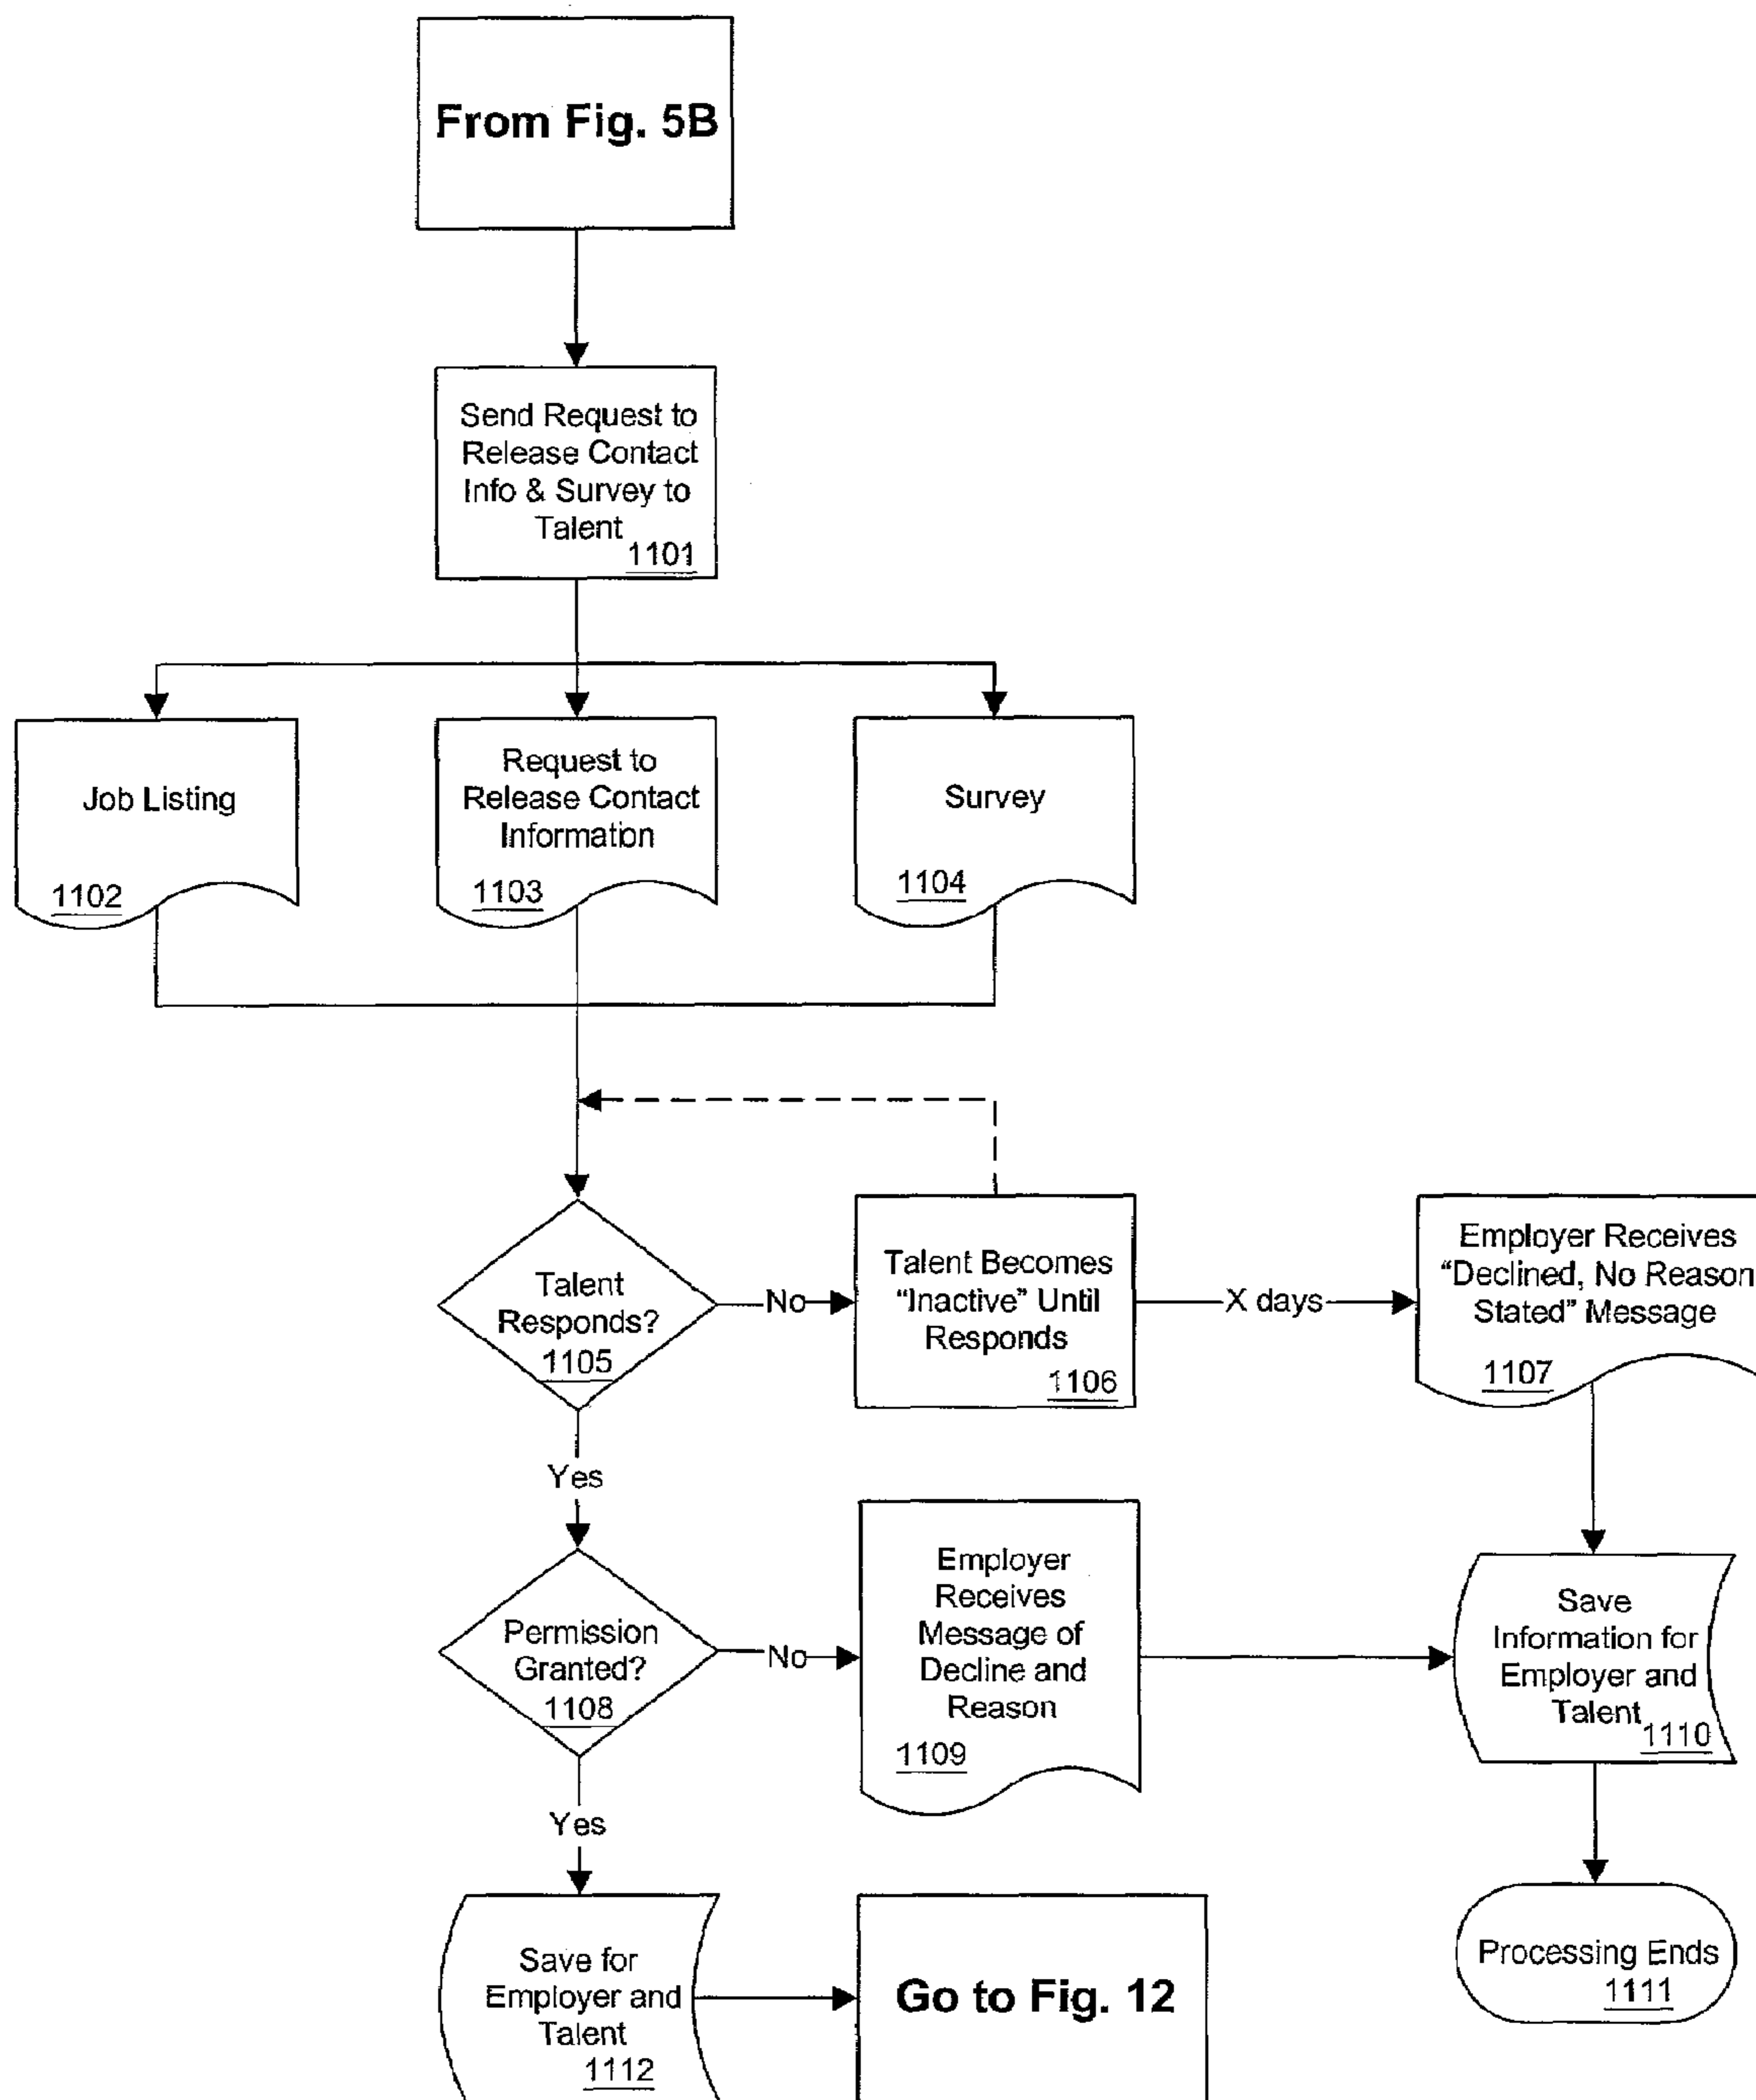 From Fig. 5B
Send Request to
Release Contact
Info & Survey to
Talent
1101
Job Listing
1102
Request to
Release Contact
Information
1103
Survey
1104
Talent
Responds?
1105
No
Talent Becomes
“Inactive” Until
Responds
1106
X days
Employer Receives
“Declined, No Reason
Stated” Message
1107
Yes
Permission
Granted?
1108
No
Employer
Receives
Message of
Decline and
Reason
1109
Save
Information for
Employer and
Talent
1110
Yes
Save for
Employer and
Talent
1112
Go to Fig. 12
Processing Ends
1111